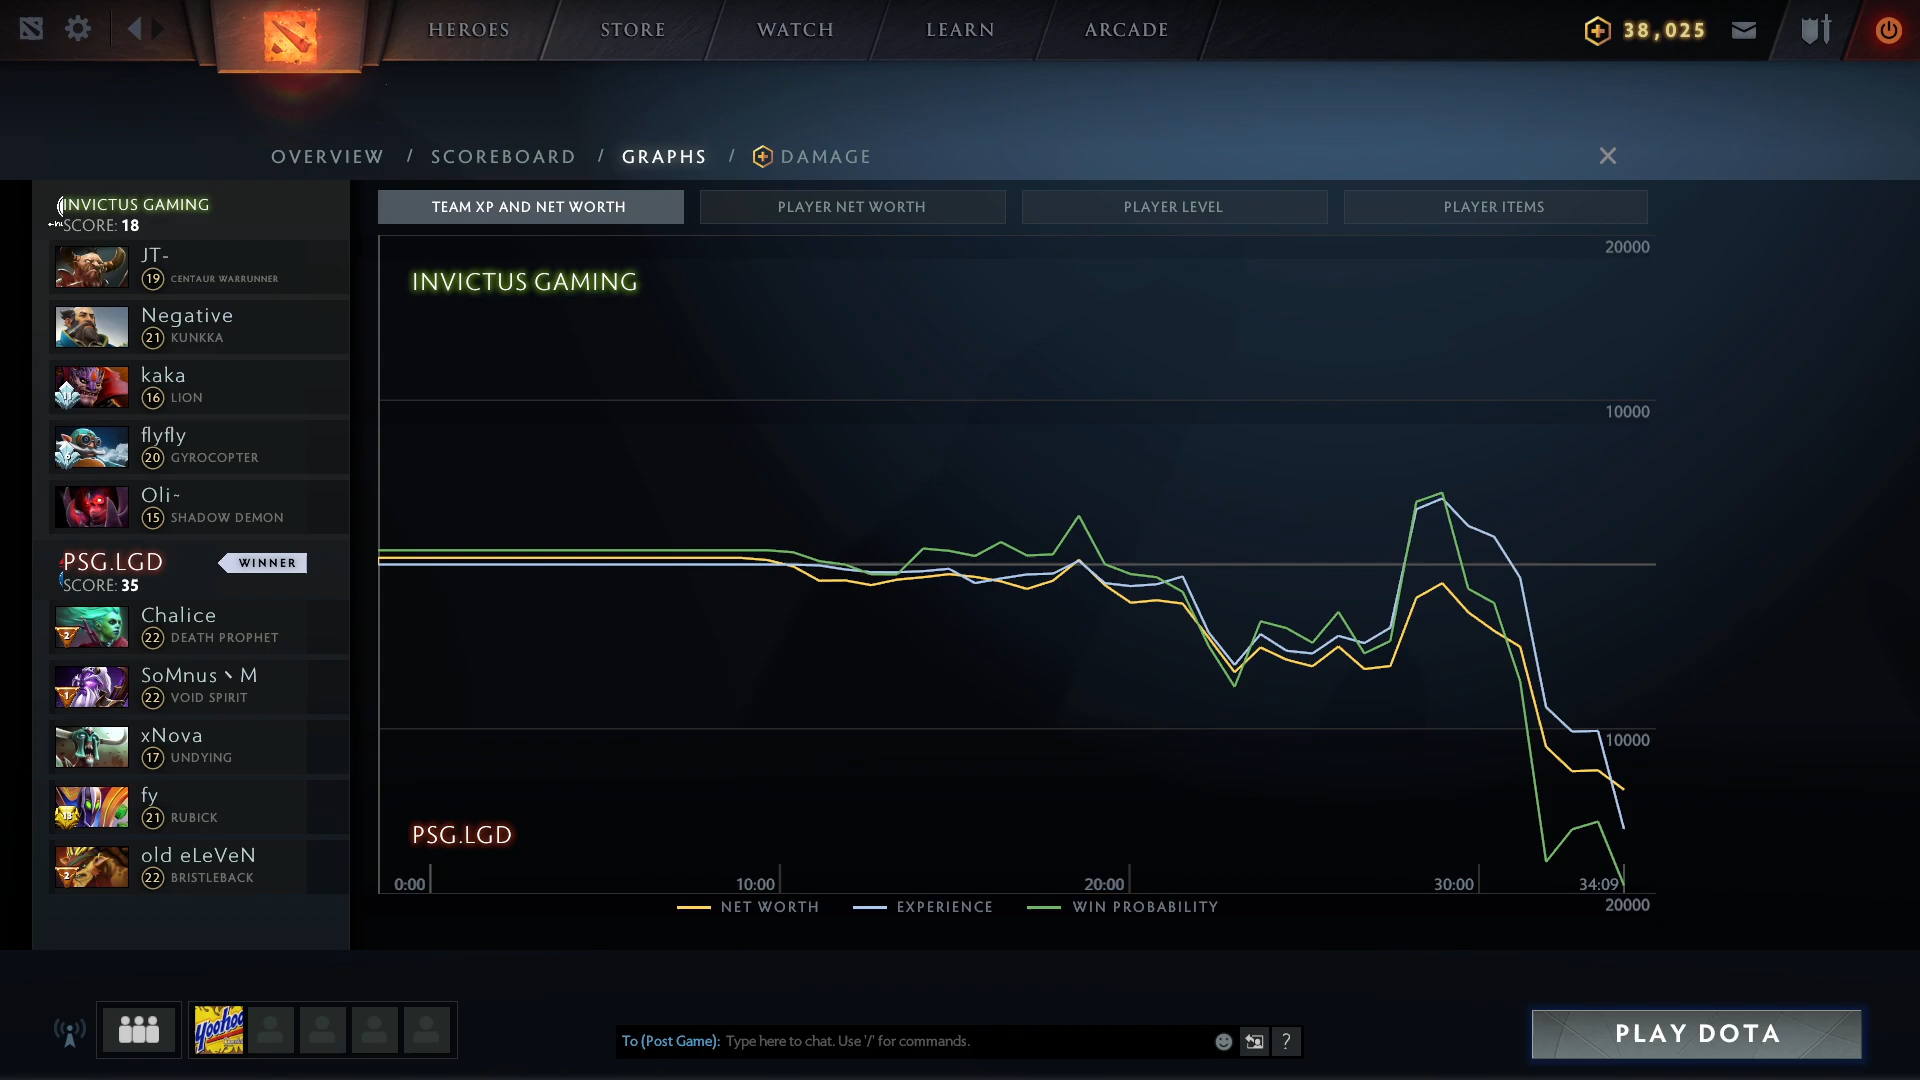 HEROES
STORE
WATCH
LEARN
ARCADE
38,025
OVERVIEW / SCOREBOARD / GRAPHS / DAMAGE
INVICTUS GAMING
SCORE: 18
JT-
19 CENTAUR WARRUNNER
Negative
21 KUNKKA
kaka
16 LION
flyfly
20 GYROCOPTER
Oli~
15 SHADOW DEMON
PSG.LGD
WINNER
SCORE: 35
Chalice
2
22 DEATH PROPHET
SoMnus丶M
1
22 VOID SPIRIT
xNova
17 UNDYING
fy
13
21 RUBICK
old eLeVeN
2
22 BRISTLEBACK
TEAM XP AND NET WORTH
PLAYER NET WORTH
PLAYER LEVEL
PLAYER ITEMS
20000
INVICTUS GAMING
10000
10000
PSG.LGD
0:00
10:00
20:00
30:00
34:09
20000
NET WORTH
EXPERIENCE
WIN PROBABILITY
Yoohoo
To (Post Game): Type here to chat. Use '/' for commands.
?
PLAY DOTA